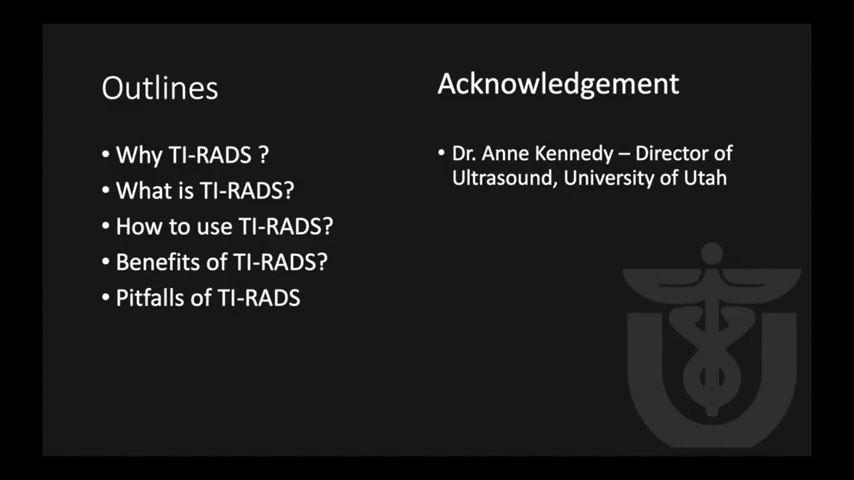 Outlines
• Why TI-RADS ?
• What is TI-RADS?
• How to use TI-RADS?
• Benefits of TI-RADS?
• Pitfalls of TI-RADS
Acknowledgement
• Dr. Anne Kennedy – Director of
Ultrasound, University of Utah